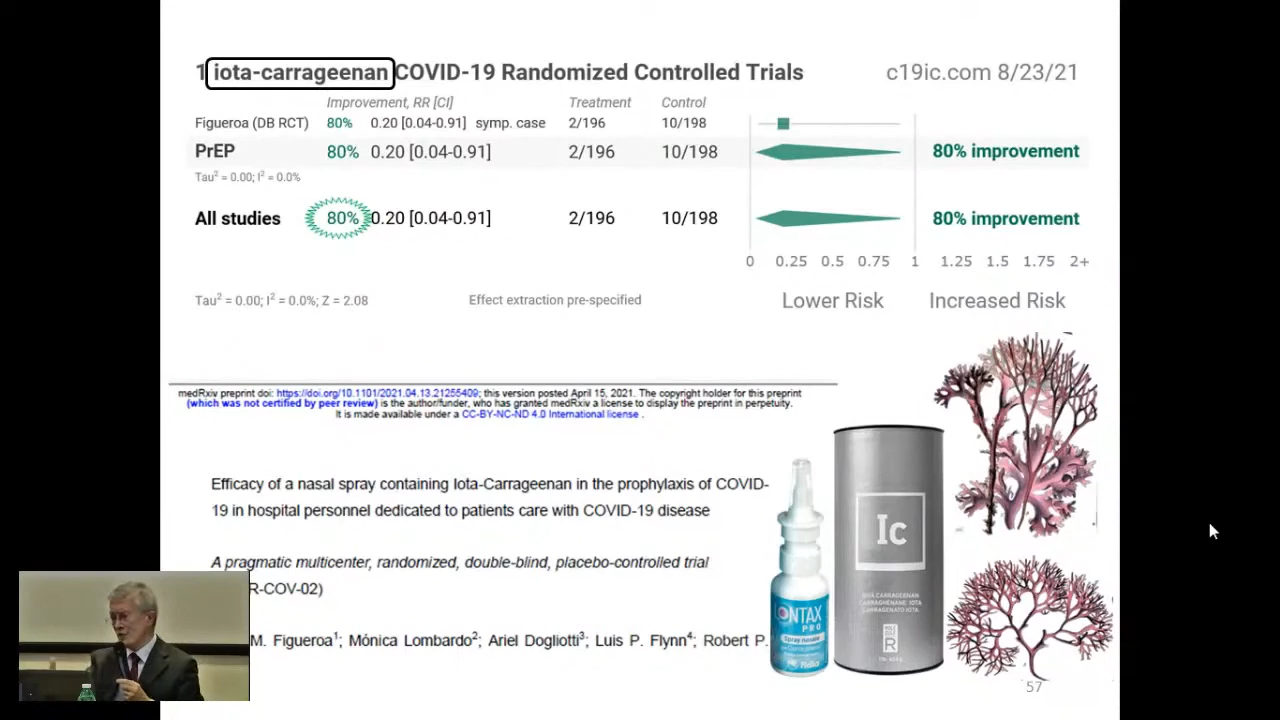 1 iota-carrageenan COVID-19 Randomized Controlled Trials c19ic.com 8/23/21
Improvement, RR [CI] Treatment Control
Figueroa (DB RCT) 80% 0.20 [0.04-0.91] symp. case 2/196 10/198
PrEP 80% 0.20 [0.04-0.91] 2/196 10/198 80% improvement
Tau² = 0.00; I² = 0.0%
All studies 80% 0.20 [0.04-0.91] 2/196 10/198 80% improvement
0 0.25 0.5 0.75 1 1.25 1.5 1.75 2+
Tau² = 0.00; I² = 0.0%; Z = 2.08 Effect extraction pre-specified Lower Risk Increased Risk
medRxiv preprint doi: https://doi.org/10.1101/2021.04.13.21255409; this version posted April 15, 2021. The copyright holder for this preprint
(which was not certified by peer review) is the author/funder, who has granted medRxiv a license to display the preprint in perpetuity.
It is made available under a CC-BY-NC-ND 4.0 International license .
Efficacy of a nasal spray containing Iota-Carrageenan in the prophylaxis of COVID-
19 in hospital personnel dedicated to patients care with COVID-19 disease
A pragmatic multicenter, randomized, double-blind, placebo-controlled trial
R-COV-02)
M. Figueroa¹; Mónica Lombardo²; Ariel Dogliotti³; Luis P. Flynn⁴; Robert P.
Ic
IOTA CARRAGEENAN
CARRAGHENANE IOTA
CARRAGENATO IOTA
R
ONTAX
PRO
Spray nasal
57